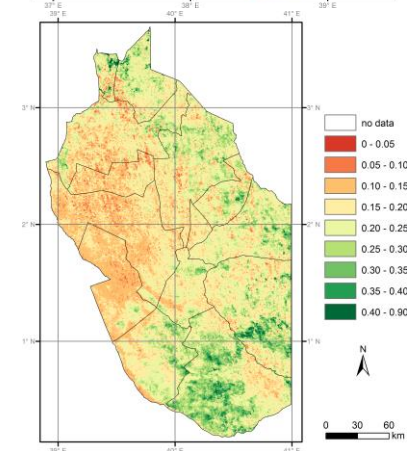 37° E 38° E 39° E
39° E 40° E 41° E
3° N 3° N
2° N 2° N
1° N 1° N
no data
0 - 0.05
0.05 - 0.10
0.10 - 0.15
0.15 - 0.20
0.20 - 0.25
0.25 - 0.30
0.30 - 0.35
0.35 - 0.40
0.40 - 0.90
N
0 30 60
km
40° E 41° E